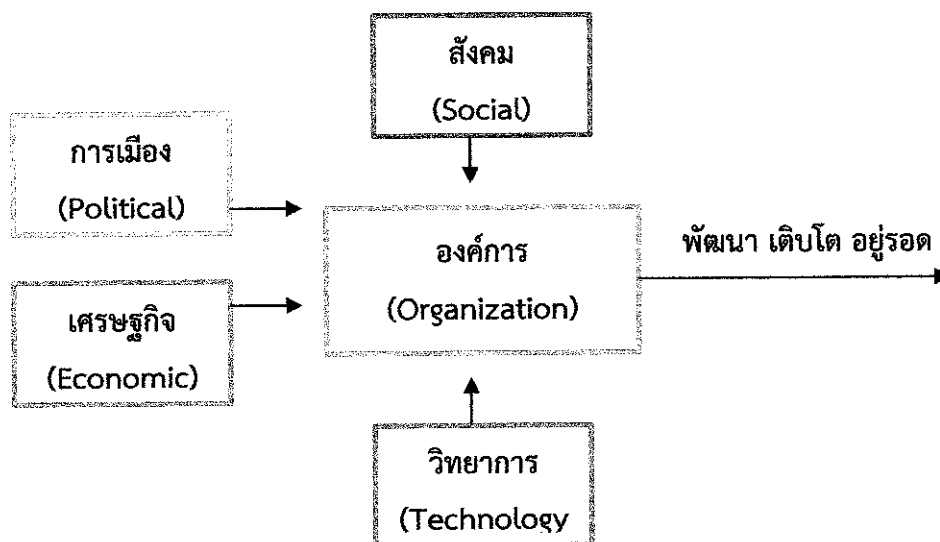 สังคม
(Social)
การเมือง
(Political)
องค์การ
(Organization)
พัฒนา เติบโต อยู่รอด
เศรษฐกิจ
(Economic)
วิทยาการ
(Technology